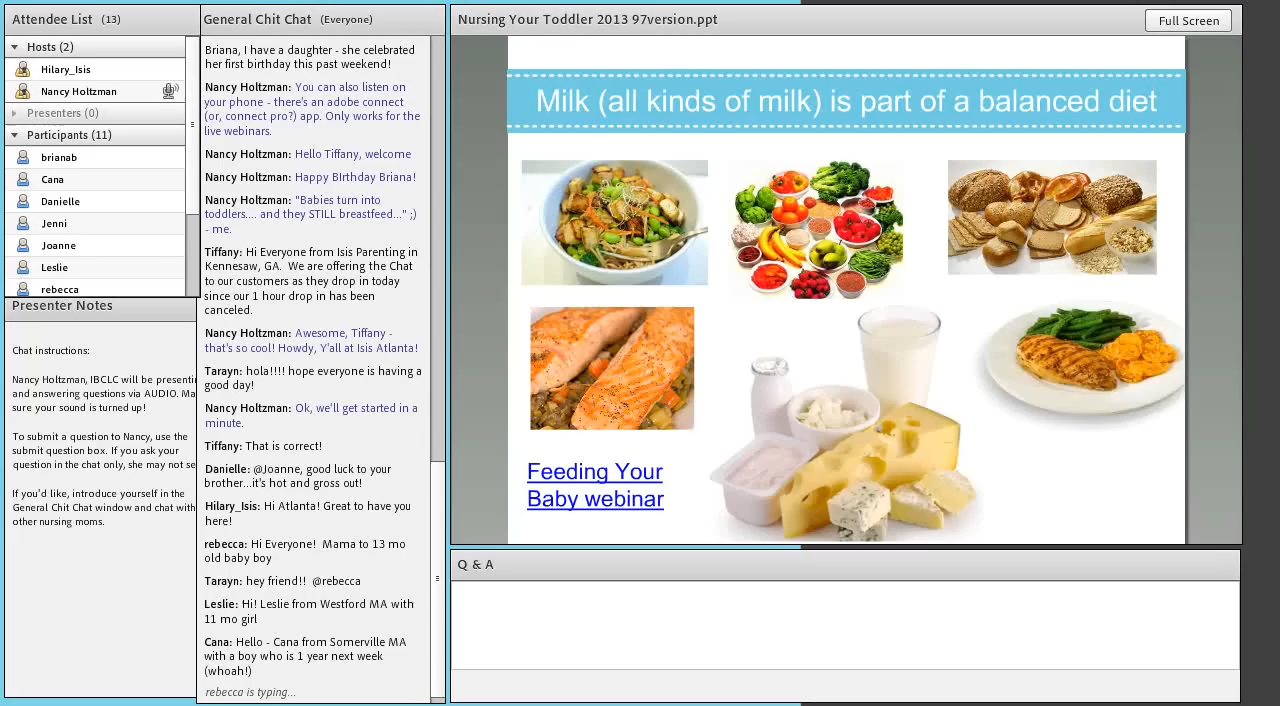 Attendee List (13)
Hosts (2)
Hilary_Isis
Nancy Holtzman
Presenters (0)
Participants (11)
brianab
Cana
Danielle
Jenni
Joanne
Leslie
rebecca
Presenter Notes
Chat instructions:
Nancy Holtzman, IBCLC will be
and answering questions via AUDIO.
sure your sound is turned up!
To submit a question to Nancy, use the
submit question box. If you ask your
question in the chat only, she may not
If you'd like, introduce yourself in the
General Chit Chat window and chat with
other nursing moms.
General Chit Chat (Everyone)
Briana, I have a daughter - she celebrated
her first birthday this past weekend!
Nancy Holtzman: You can also listen on
your phone - there's an adobe connect
(or, connect pro?) app. Only works for the
live webinars.
Nancy Holtzman: Hello Tiffany, welcome
Nancy Holtzman: Happy BIrthday Briana!
Nancy Holtzman: "Babies turn into
toddlers.... and they STILL breastfeed..." ;)
- me.
Tiffany: Hi Everyone from Isis Parenting in
Kennesaw, GA. We are offering the Chat
to our customers as they drop in today
since our 1 hour drop in has been
canceled.
Nancy Holtzman: Awesome, Tiffany -
that's so cool! Howdy, Y'all at Isis Atlanta!
Tarayn: hola!!!! hope everyone is having a
good day!
Nancy Holtzman: Ok, we'll get started in a
minute.
Tiffany: That is correct!
Danielle: @Joanne, good luck to your
brother...it's hot and gross out!
Hilary_Isis: Hi Atlanta! Great to have you
here!
rebecca: Hi Everyone! Mama to 13 mo
old baby boy
Tarayn: hey friend!! @rebecca
Leslie: Hi! Leslie from Westford MA with
11 mo girl
Cana: Hello - Cana from Somerville MA
with a boy who is 1 year next week
(whoah!)
rebecca is typing...
Nursing Your Toddler 2013 97version.ppt
Full Screen
Milk (all kinds of milk) is part of a balanced diet
Feeding Your
Baby webinar
Q & A